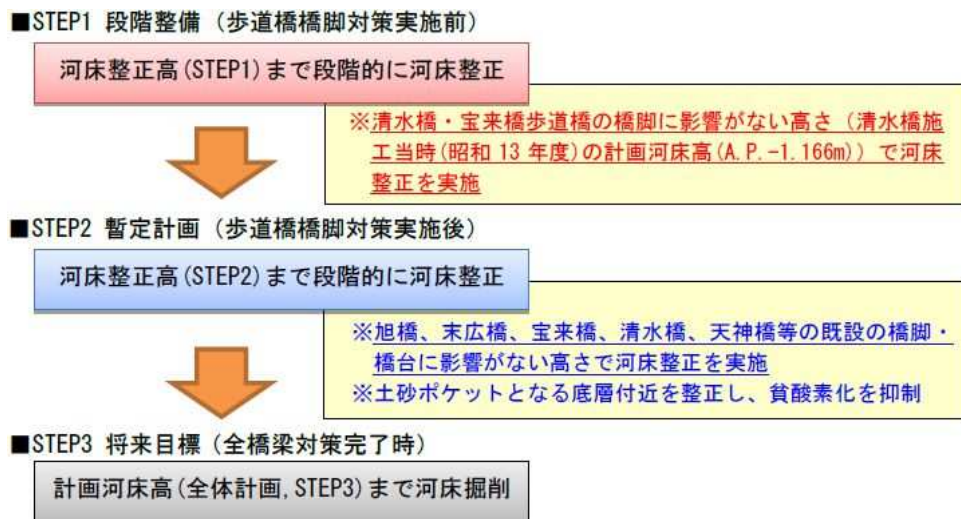 ■STEP1 段階整備（歩道橋橋脚対策実施前）
河床整正高(STEP1)まで段階的に河床整正
※清水橋・宝来橋歩道橋の橋脚に影響がない高さ（清水橋施
工当時(昭和 13 年度)の計画河床高(A.P.-1.166m)）で河床
整正を実施
■STEP2 暫定計画（歩道橋橋脚対策実施後）
河床整正高(STEP2)まで段階的に河床整正
※旭橋、末広橋、宝来橋、清水橋、天神橋等の既設の橋脚・
橋台に影響がない高さで河床整正を実施
※土砂ポケットとなる底層付近を整正し、貧酸素化を抑制
■STEP3 将来目標（全橋梁対策完了時）
計画河床高(全体計画,STEP3)まで河床掘削